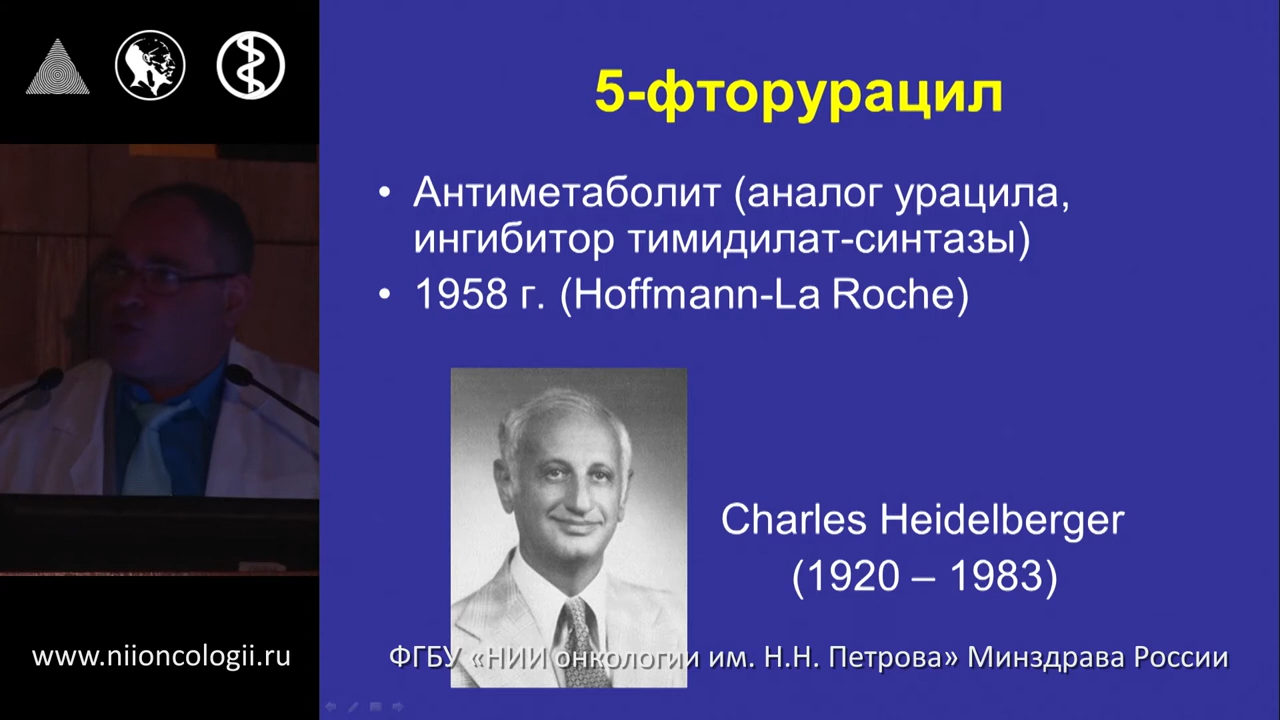 5-фторурацил
• Антиметаболит (аналог урацила,
ингибитор тимидилат-синтазы)
• 1958 г. (Hoffmann-La Roche)
Charles Heidelberger
(1920 – 1983)
www.niioncologii.ru
ФГБУ «НИИ онкологии им. Н.Н. Петрова» Минздрава России